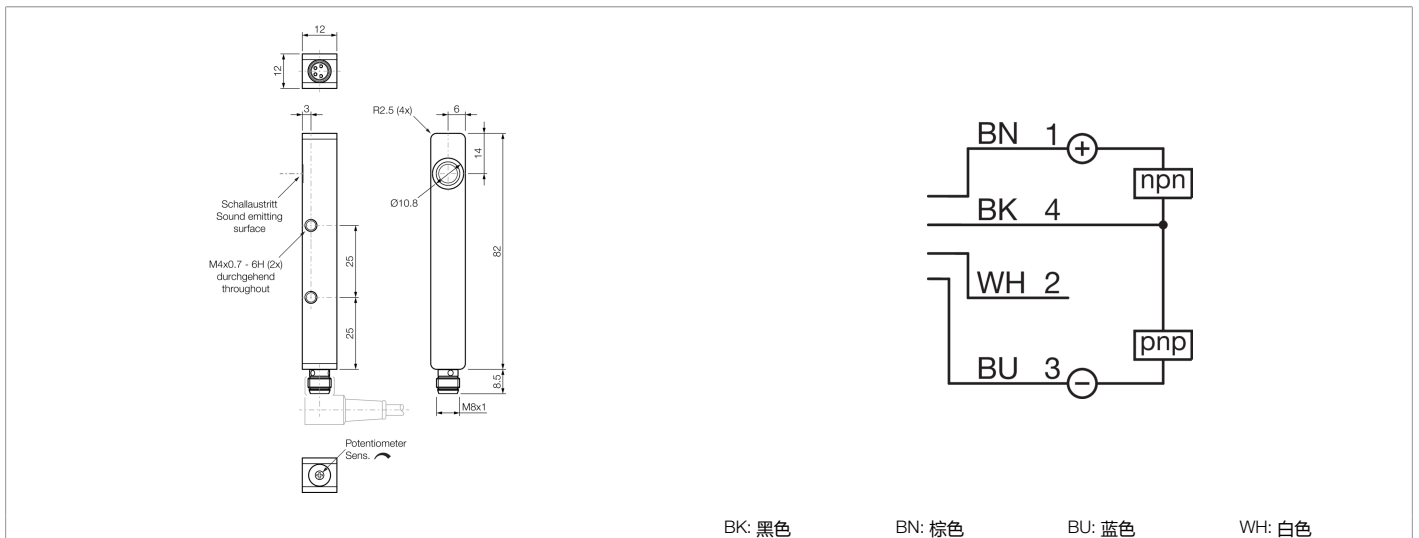 12
12
3
R2.5 (4x)
6
14
Schallaustritt
Sound emitting
surface
Ø10.8
M4x0.7 - 6H (2x)
durchgehend
throughout
25
82
25
8.5
M8x1
Potentiometer
Sens.
BN 1
+
npn
BK 4
WH 2
pnp
BU 3
−
BK: 黑色 BN: 棕色 BU: 蓝色 WH: 白色